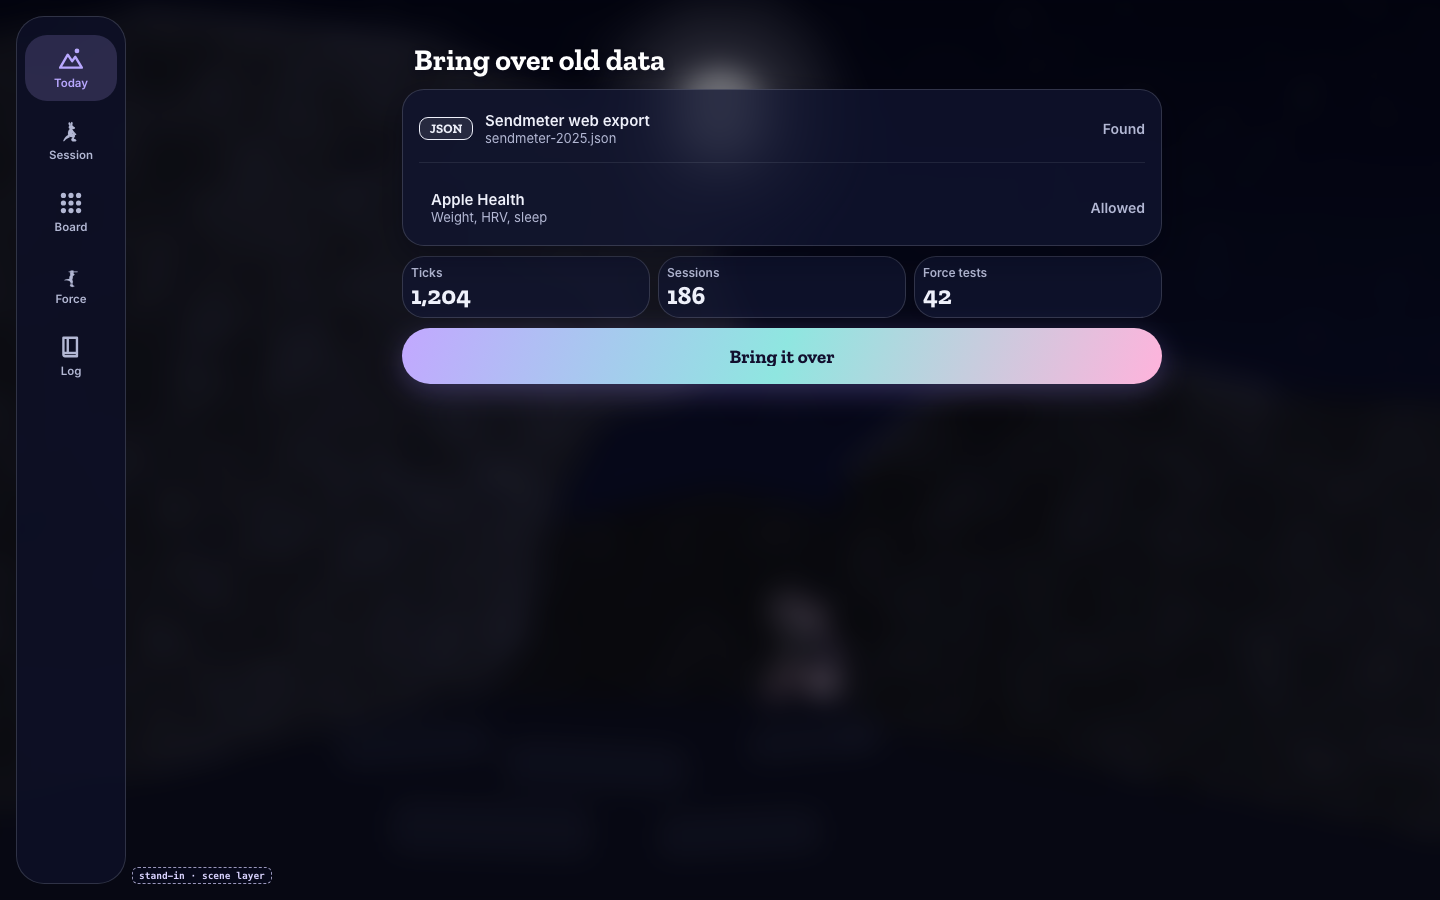 Today
Session
Board
Force
Log
Bring over old data
JSON
Sendmeter web export
sendmeter-2025.json
Found
Apple Health
Weight, HRV, sleep
Allowed
Ticks
1,204
Sessions
186
Force tests
42
Bring it over
stand-in · scene layer